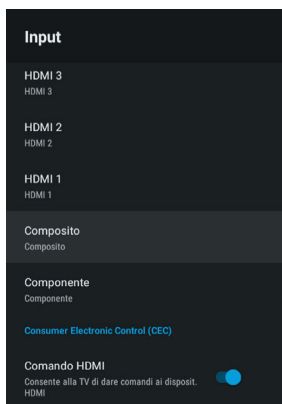 Input
HDMI 3
HDMI 3
HDMI 2
HDMI 2
HDMI 1
HDMI 1
Composito
Composito
Componente
Componente
Consumer Electronic Control (CEC)
Comando HDMI
Consente alla TV di dare comandi ai disposit.
HDMI